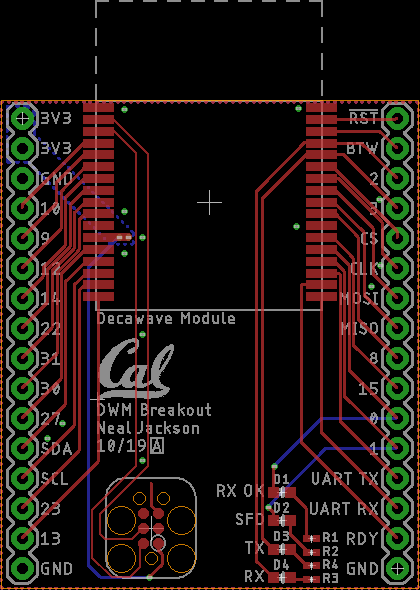 3V3
3V3
GND
10
9
12
14
22
31
30
27
SDA
SCL
23
13
GND
RST
BTW
2
3
CS
CLK
MOSI
MISO
8
15
0
1
UART TX
UART RX
RDY
GND
Decawave Module
Cal
DWM Breakout
Neal Jackson
10/19 A
RX OK
D1
SFD
D2
TX
D3
RX
D4
R1
R2
R4
R3